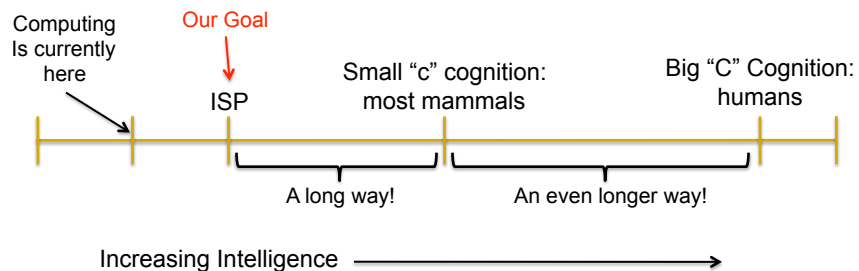 Computing
Is currently
here
Our Goal
ISP
Small “c” cognition:
most mammals
Big “C” Cognition:
humans
A long way!
An even longer way!
Increasing Intelligence